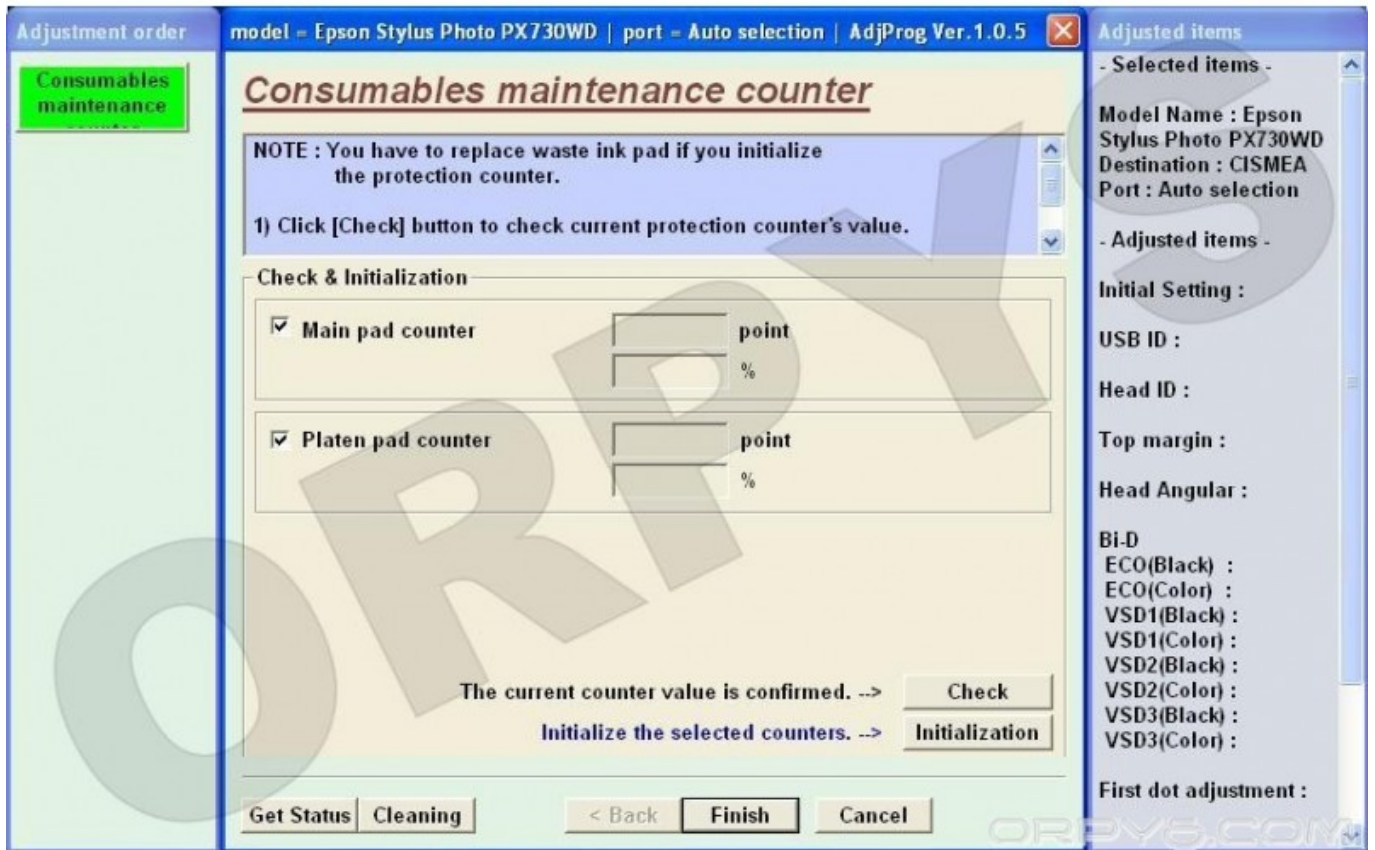 Adjustment order
Consumables
maintenance
model = Epson Stylus Photo PX730WD | port = Auto selection | AdjProg Ver.1.0.5
Consumables maintenance counter
NOTE : You have to replace waste ink pad if you initialize
the protection counter.
1) Click [Check] button to check current protection counter's value.
Check & Initialization
Main pad counter
point
%
Platen pad counter
point
%
The current counter value is confirmed. -->
Check
Initialize the selected counters. -->
Initialization
Get Status
Cleaning
< Back
Finish
Cancel
Adjusted items
- Selected items -
Model Name : Epson
Stylus Photo PX730WD
Destination : CISMEA
Port : Auto selection
- Adjusted items -
Initial Setting :
USB ID :
Head ID :
Top margin :
Head Angular :
Bi-D
ECO(Black) :
ECO(Color) :
VSD1(Black) :
VSD1(Color) :
VSD2(Black) :
VSD2(Color) :
VSD3(Black) :
VSD3(Color) :
First dot adjustment :
ORPYS
ORPYS.COM